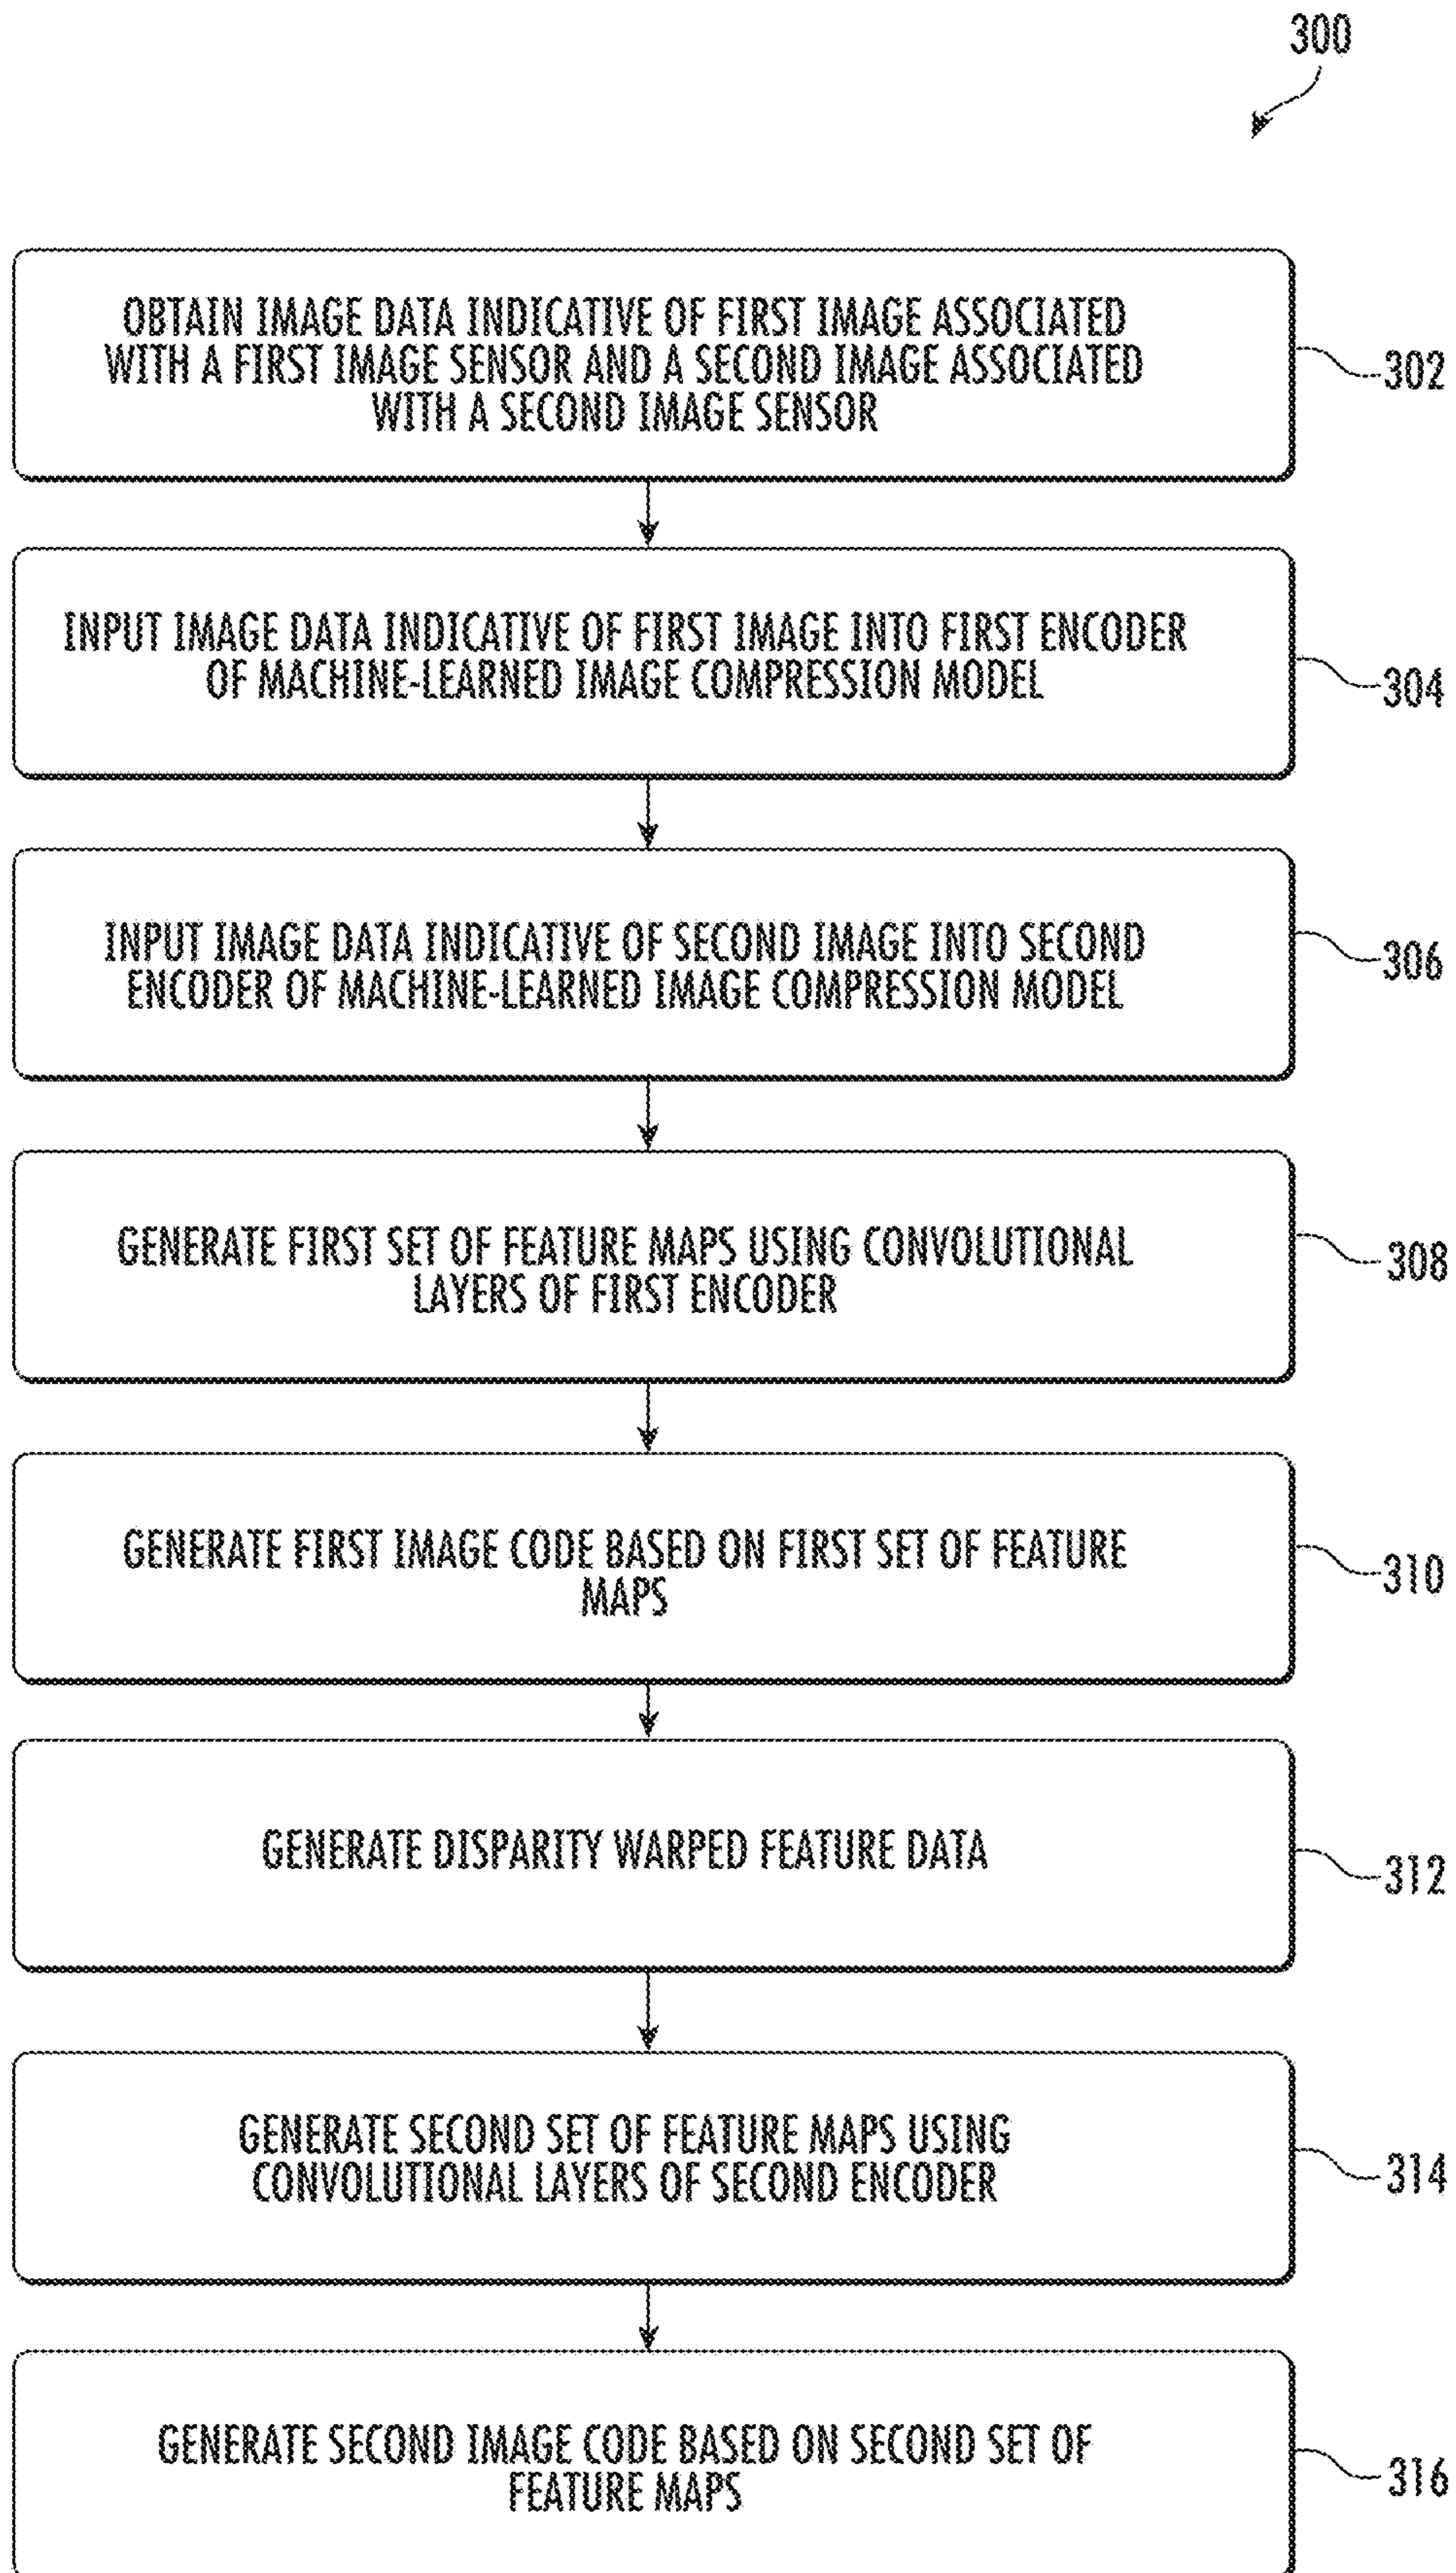 300
OBTAIN IMAGE DATA INDICATIVE OF FIRST IMAGE ASSOCIATED
WITH A FIRST IMAGE SENSOR AND A SECOND IMAGE ASSOCIATED
WITH A SECOND IMAGE SENSOR
302
INPUT IMAGE DATA INDICATIVE OF FIRST IMAGE INTO FIRST ENCODER
OF MACHINE-LEARNED IMAGE COMPRESSION MODEL
304
INPUT IMAGE DATA INDICATIVE OF SECOND IMAGE INTO SECOND
ENCODER OF MACHINE-LEARNED IMAGE COMPRESSION MODEL
306
GENERATE FIRST SET OF FEATURE MAPS USING CONVOLUTIONAL
LAYERS OF FIRST ENCODER
308
GENERATE FIRST IMAGE CODE BASED ON FIRST SET OF FEATURE
MAPS
310
GENERATE DISPARITY WARPED FEATURE DATA
312
GENERATE SECOND SET OF FEATURE MAPS USING
CONVOLUTIONAL LAYERS OF SECOND ENCODER
314
GENERATE SECOND IMAGE CODE BASED ON SECOND SET OF
FEATURE MAPS
316